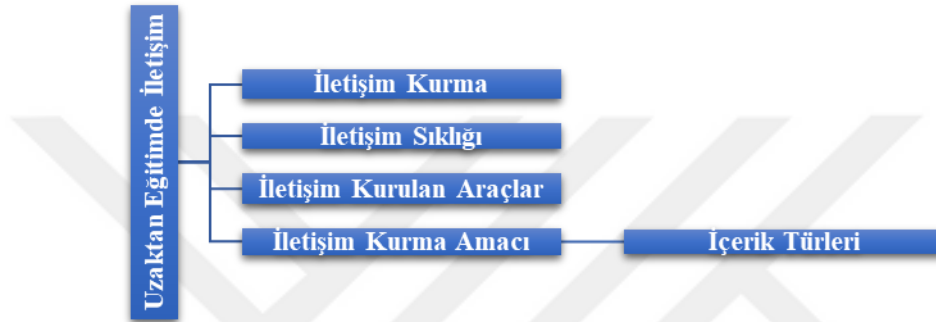 Uzaktan Eğitimde İletişim
İletişim Kurma
İletişim Sıklığı
İletişim Kurulan Araçlar
İletişim Kurma Amacı
İçerik Türleri